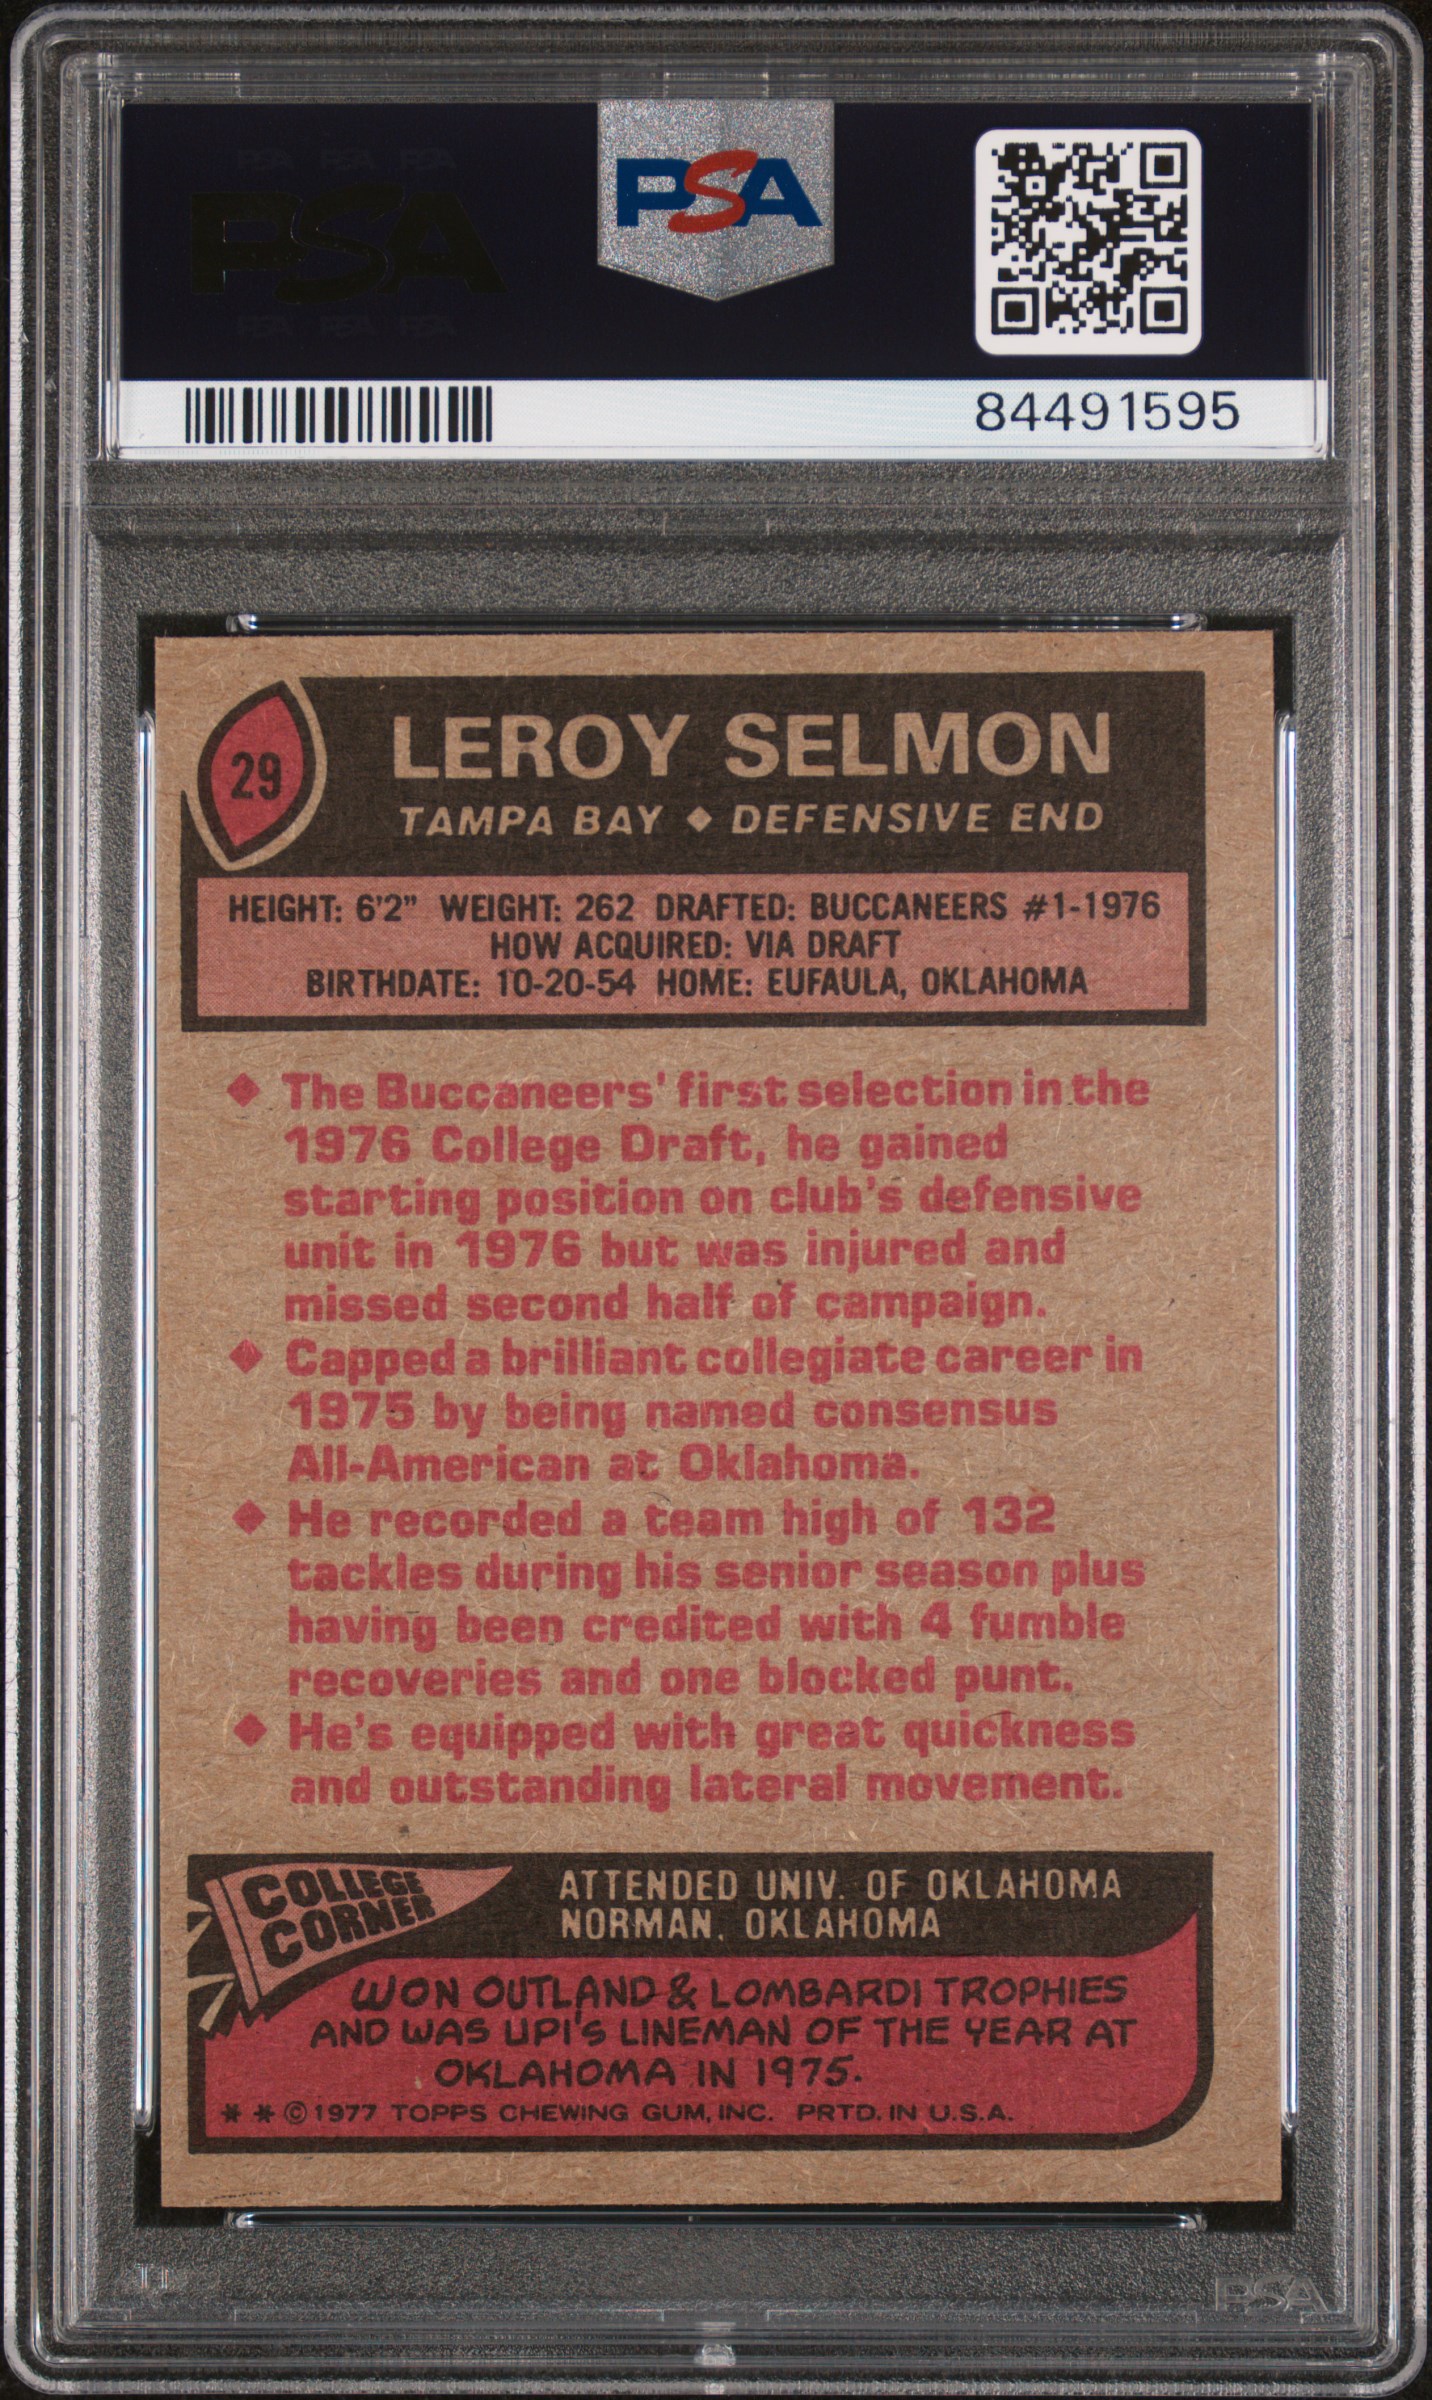 PSA
PSA
84491595
29
LEROY SELMON
TAMPA BAY ♦ DEFENSIVE END
HEIGHT: 6'2" WEIGHT: 262 DRAFTED: BUCCANEERS #1-1976
HOW ACQUIRED: VIA DRAFT
BIRTHDATE: 10-20-54 HOME: EUFAULA, OKLAHOMA
♦ The Buccaneers' first selection in the
1976 College Draft, he gained
starting position on club's defensive
unit in 1976 but was injured and
missed second half of campaign.
♦ Capped a brilliant collegiate career in
1975 by being named consensus
All-American at Oklahoma.
♦ He recorded a team high of 132
tackles during his senior season plus
having been credited with 4 fumble
recoveries and one blocked punt.
♦ He's equipped with great quickness
and outstanding lateral movement.
COLLEGE
CORNER
ATTENDED UNIV. OF OKLAHOMA
NORMAN, OKLAHOMA
WON OUTLAND & LOMBARDI TROPHIES
AND WAS UPI'S LINEMAN OF THE YEAR AT
OKLAHOMA IN 1975.
* * © 1977 TOPPS CHEWING GUM, INC. PRTD. IN U.S.A.
PSA